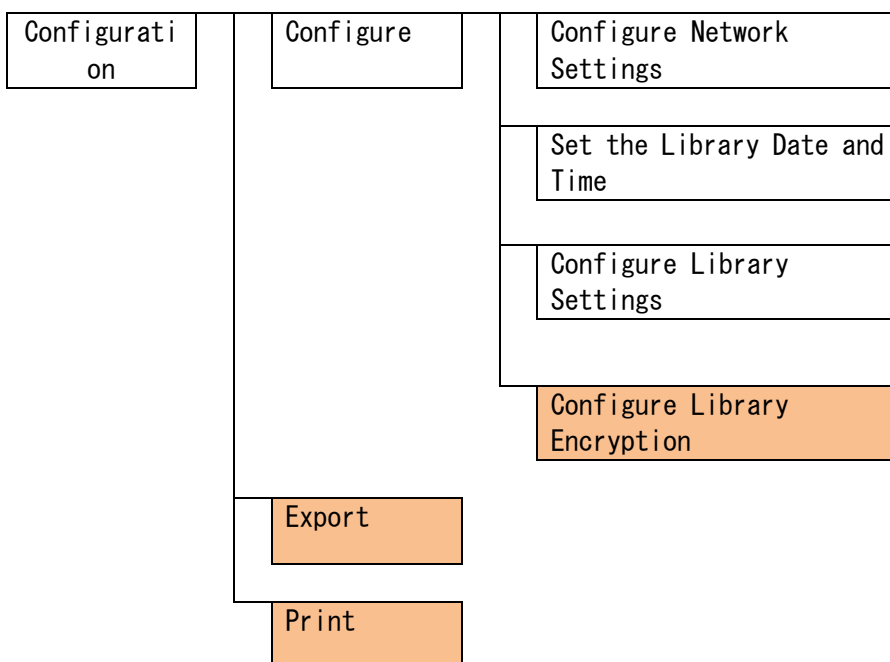 Configurati
on
Configure
Configure Network
Settings
Set the Library Date and
Time
Configure Library
Settings
Configure Library
Encryption
Export
Print